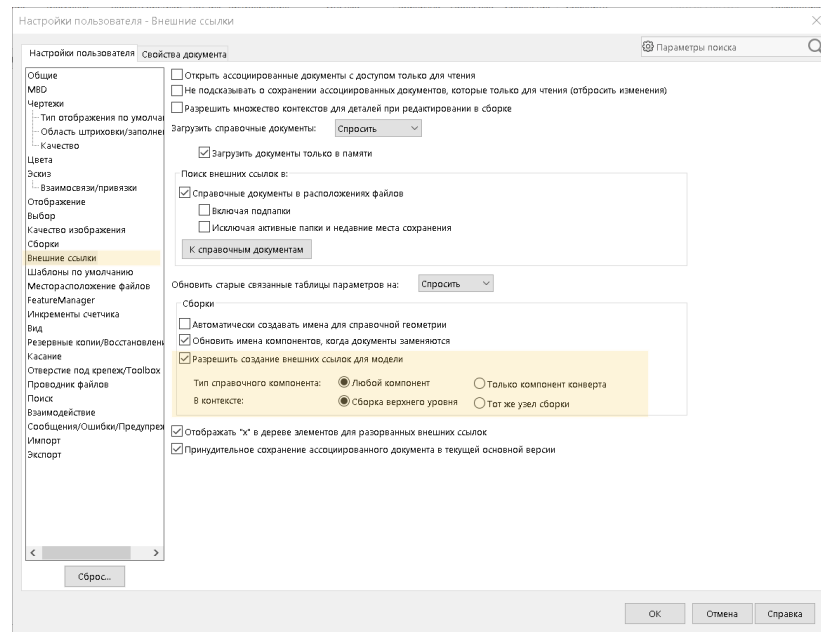 Настройки пользователя - Внешние ссылки
Настройки пользователя
Свойства документа
Параметры поиска
Общие
MBD
Чертежи
Тип отображения по умолча
Область штриховки/заполне
Качество
Цвета
Эскиз
Взаимосвязи/привязки
Отображение
Выбор
Качество изображения
Сборки
Внешние ссылки
Шаблоны по умолчанию
Месторасположение файлов
FeatureManager
Инкременты счетчика
Вид
Резервные копии/Восстановлен
Касание
Отверстие под крепеж/Toolbox
Проводник файлов
Поиск
Взаимодействие
Сообщения/Ошибки/Предупреж
Импорт
Экспорт
Сброс...
Открыть ассоциированные документы с доступом только для чтения
Не подсказывать о сохранении ассоциированных документов, которые только для чтения (отбросить изменения)
Разрешить множество контекстов для деталей при редактировании в сборке
Загрузить справочные документы: Спросить
Загрузить документы только в памяти
Поиск внешних ссылок в:
Справочные документы в расположениях файлов
Включая подпапки
Исключая активные папки и недавние места сохранения
К справочным документам
Обновить старые связанные таблицы параметров на: Спросить
Сборки
Автоматически создавать имена для справочной геометрии
Обновить имена компонентов, когда документы заменяются
Разрешить создание внешних ссылок для модели
Тип справочного компонента: Любой компонент Только компонент конверта
В контексте: Сборка верхнего уровня Тот же узел сборки
Отображать "x" в дереве элементов для разорванных внешних ссылок
Принудительное сохранение ассоциированного документа в текущей основной версии
OK Отмена Справка